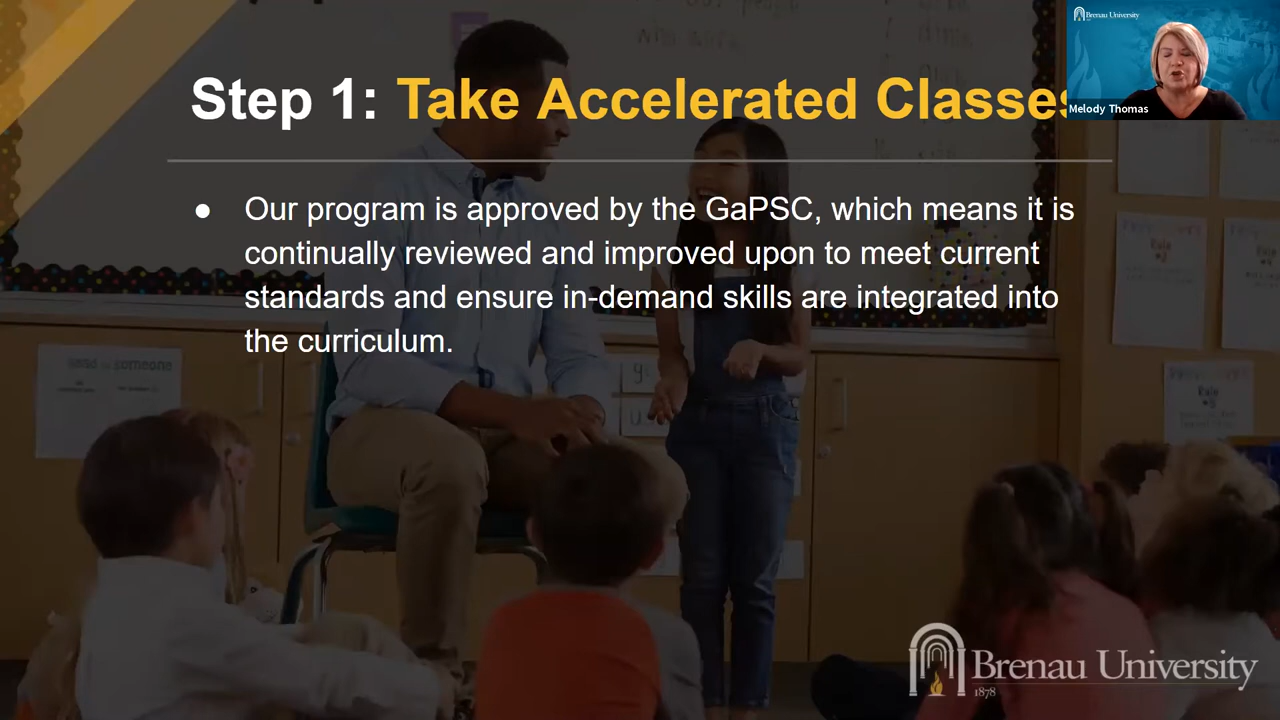 Brenau University
Step 1: Take Accelerated Classes
Melody Thomas
● Our program is approved by the GaPSC, which means it is
continually reviewed and improved upon to meet current
standards and ensure in-demand skills are integrated into
the curriculum.
Brenau University
1878